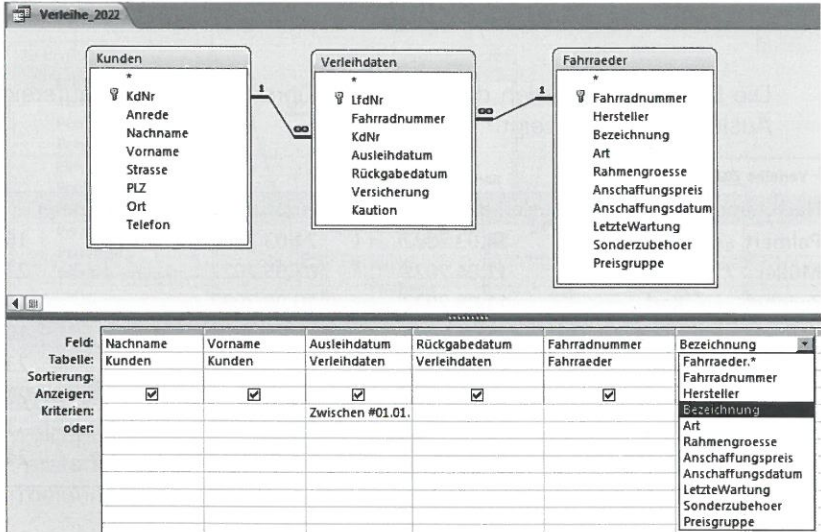 Verleihe_2022
Kunden
*
KdNr
Anrede
Nachname
Vorname
Strasse
PLZ
Ort
Telefon
1
∞
Verleihdaten
*
LfdNr
Fahrradnummer
KdNr
Ausleihdatum
Rückgabedatum
Versicherung
Kaution
∞
1
Fahrraeder
*
Fahrradnummer
Hersteller
Bezeichnung
Art
Rahmengroesse
Anschaffungspreis
Anschaffungsdatum
LetzteWartung
Sonderzubehoer
Preisgruppe
Feld: Nachname Vorname Ausleihdatum Rückgabedatum Fahrradnummer Bezeichnung
Tabelle: Kunden Kunden Verleihdaten Verleihdaten Fahrraeder
Sortierung:
Anzeigen:
Kriterien: Zwischen #01.01.
oder:
Fahrraeder.*
Fahrradnummer
Hersteller
Bezeichnung
Art
Rahmengroesse
Anschaffungspreis
Anschaffungsdatum
LetzteWartung
Sonderzubehoer
Preisgruppe